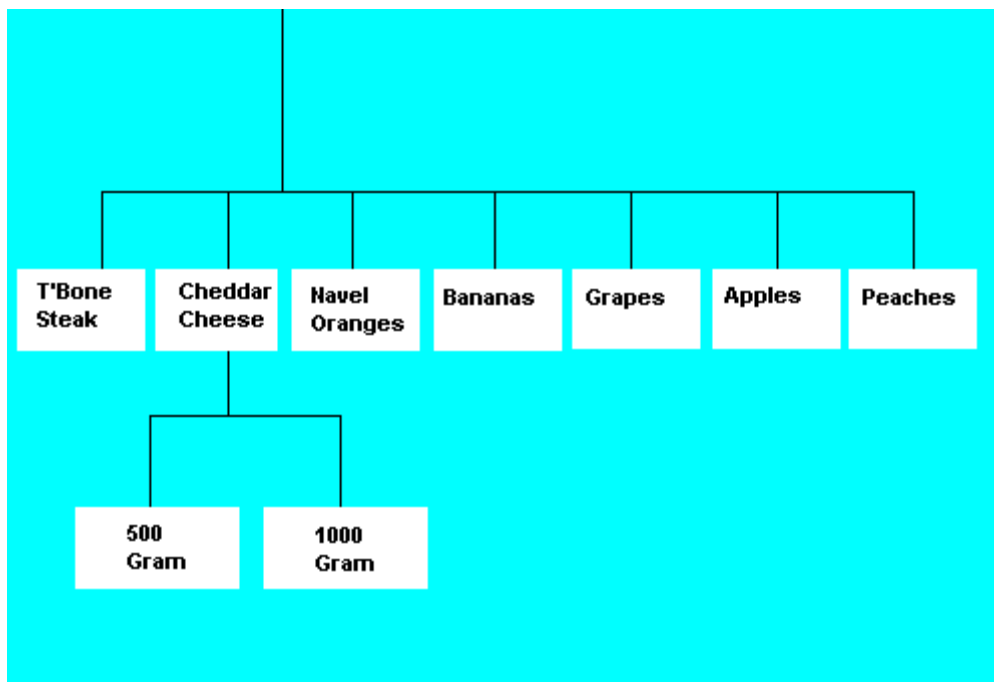 T'Bone
Steak
Cheddar
Cheese
Navel
Oranges
Bananas
Grapes
Apples
Peaches
500
Gram
1000
Gram